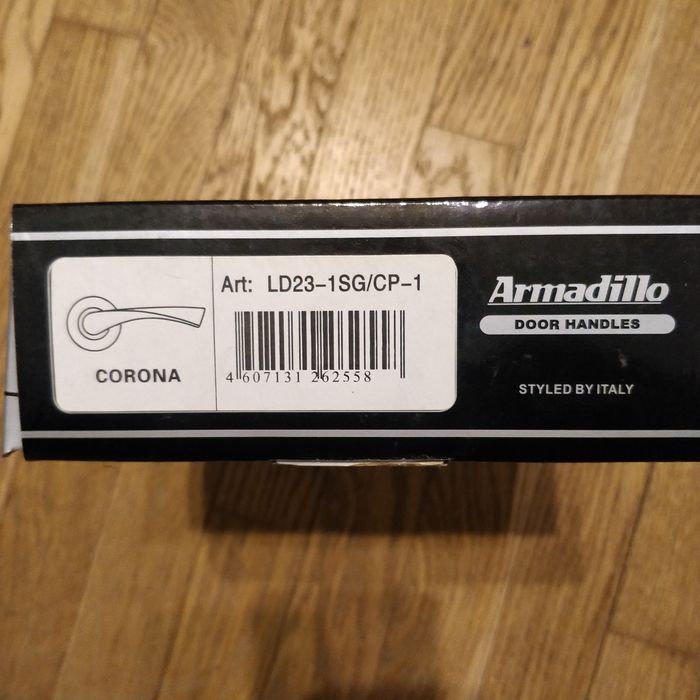 Art: LD23-1SG/CP-1
4 607131 262558
CORONA
Armadillo
DOOR HANDLES
STYLED BY ITALY